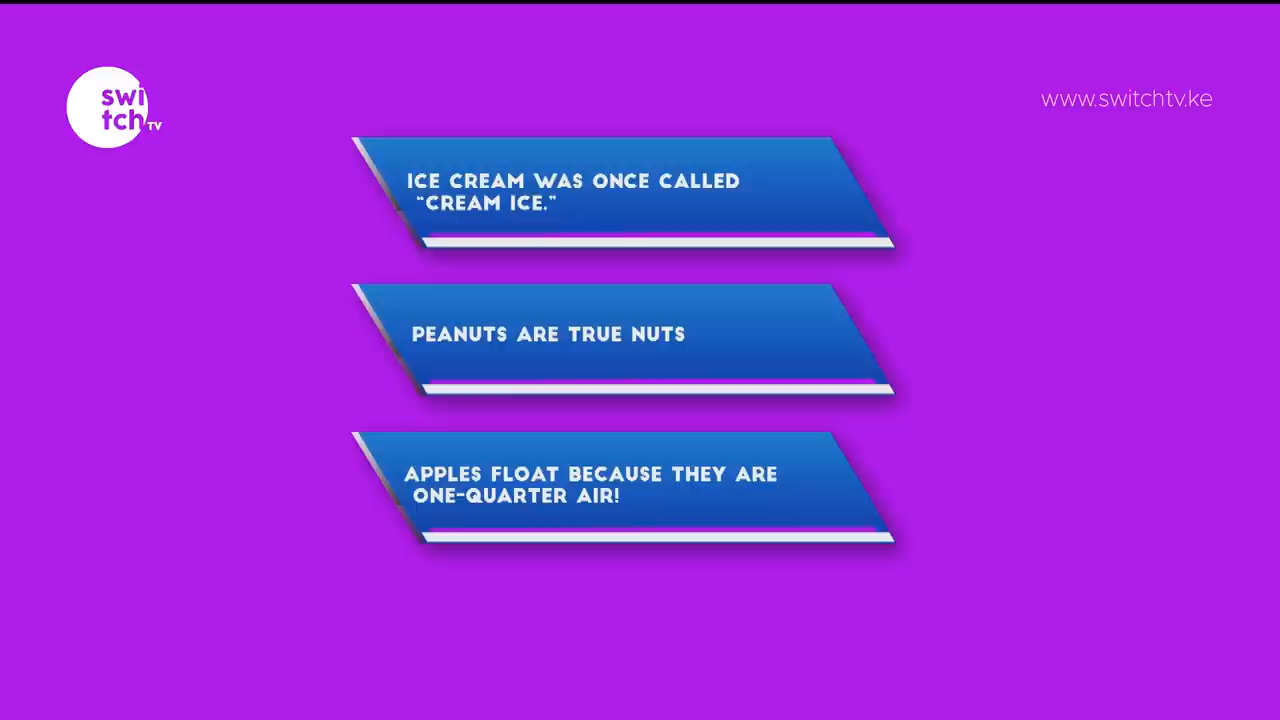 swi
tch TV
www.switchtv.ke
ICE CREAM WAS ONCE CALLED
“CREAM ICE.”
PEANUTS ARE TRUE NUTS
APPLES FLOAT BECAUSE THEY ARE
ONE-QUARTER AIR!